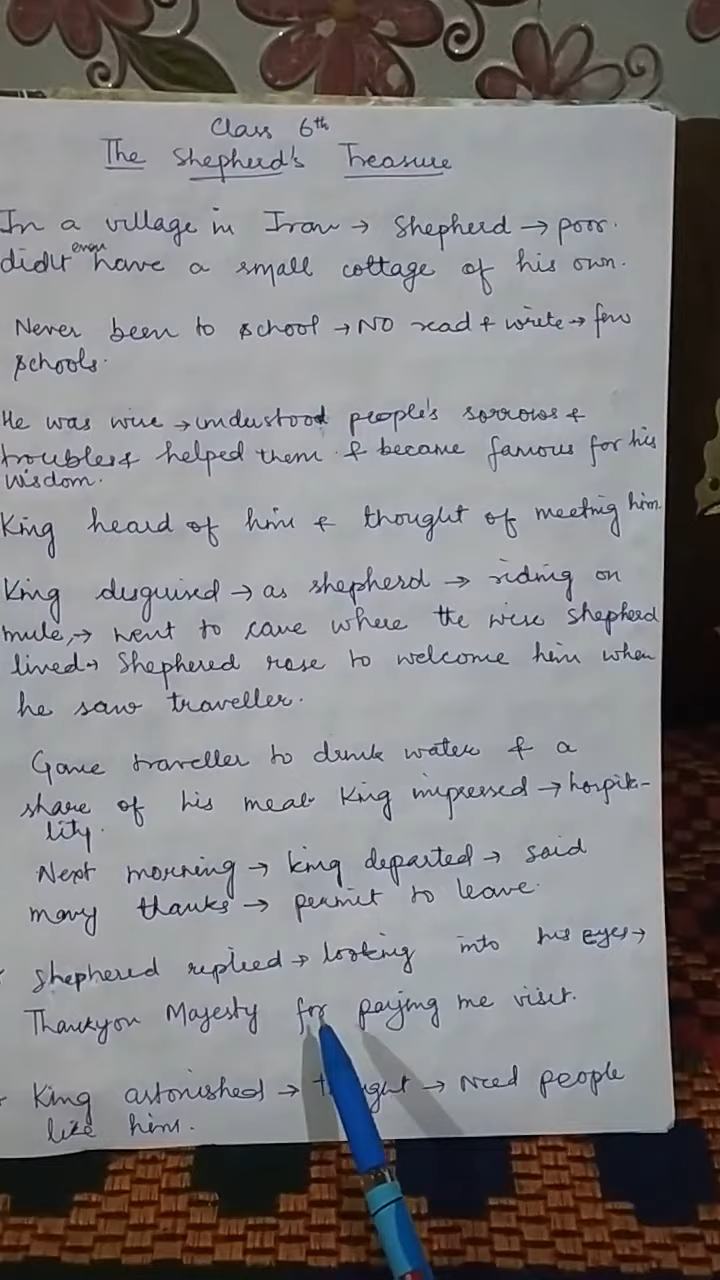 Class 6th
The Shepherd's Treasure
In a village in Iran → Shepherd → poor.
didn't even have a small cottage of his own.
Never been to school → NO read + write → few
schools.
He was wise → understood people's sorrows &
troubles & helped them & became famous for his
wisdom.
King heard of him & thought of meeting him
King disguised → as shepherd → riding on
mule, → went to cave where the wise shepherd
lived → Shephered rose to welcome him when
he saw traveller.
Gave traveller to drink water & a
share of his meal King impressed → hospita-
lity.
Next morning → king departed → said
many thanks → permit to leave.
Shephered replied → looking into his eyes →
Thankyou Majesty for paying me visit.
King astonished → thought → Need people
like him.